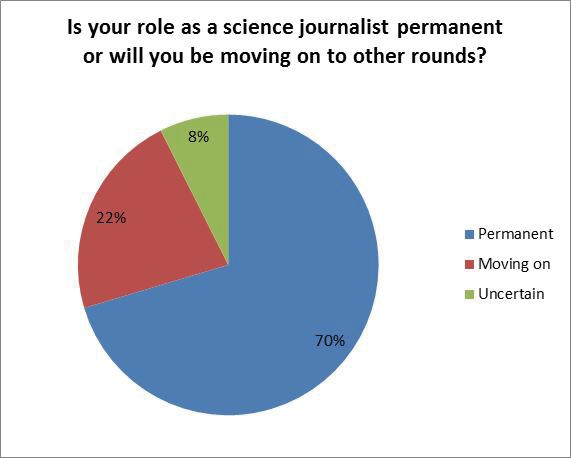 Is your role as a science journalist permanent
or will you be moving on to other rounds?
8%
22%
70%
Permanent
Moving on
Uncertain